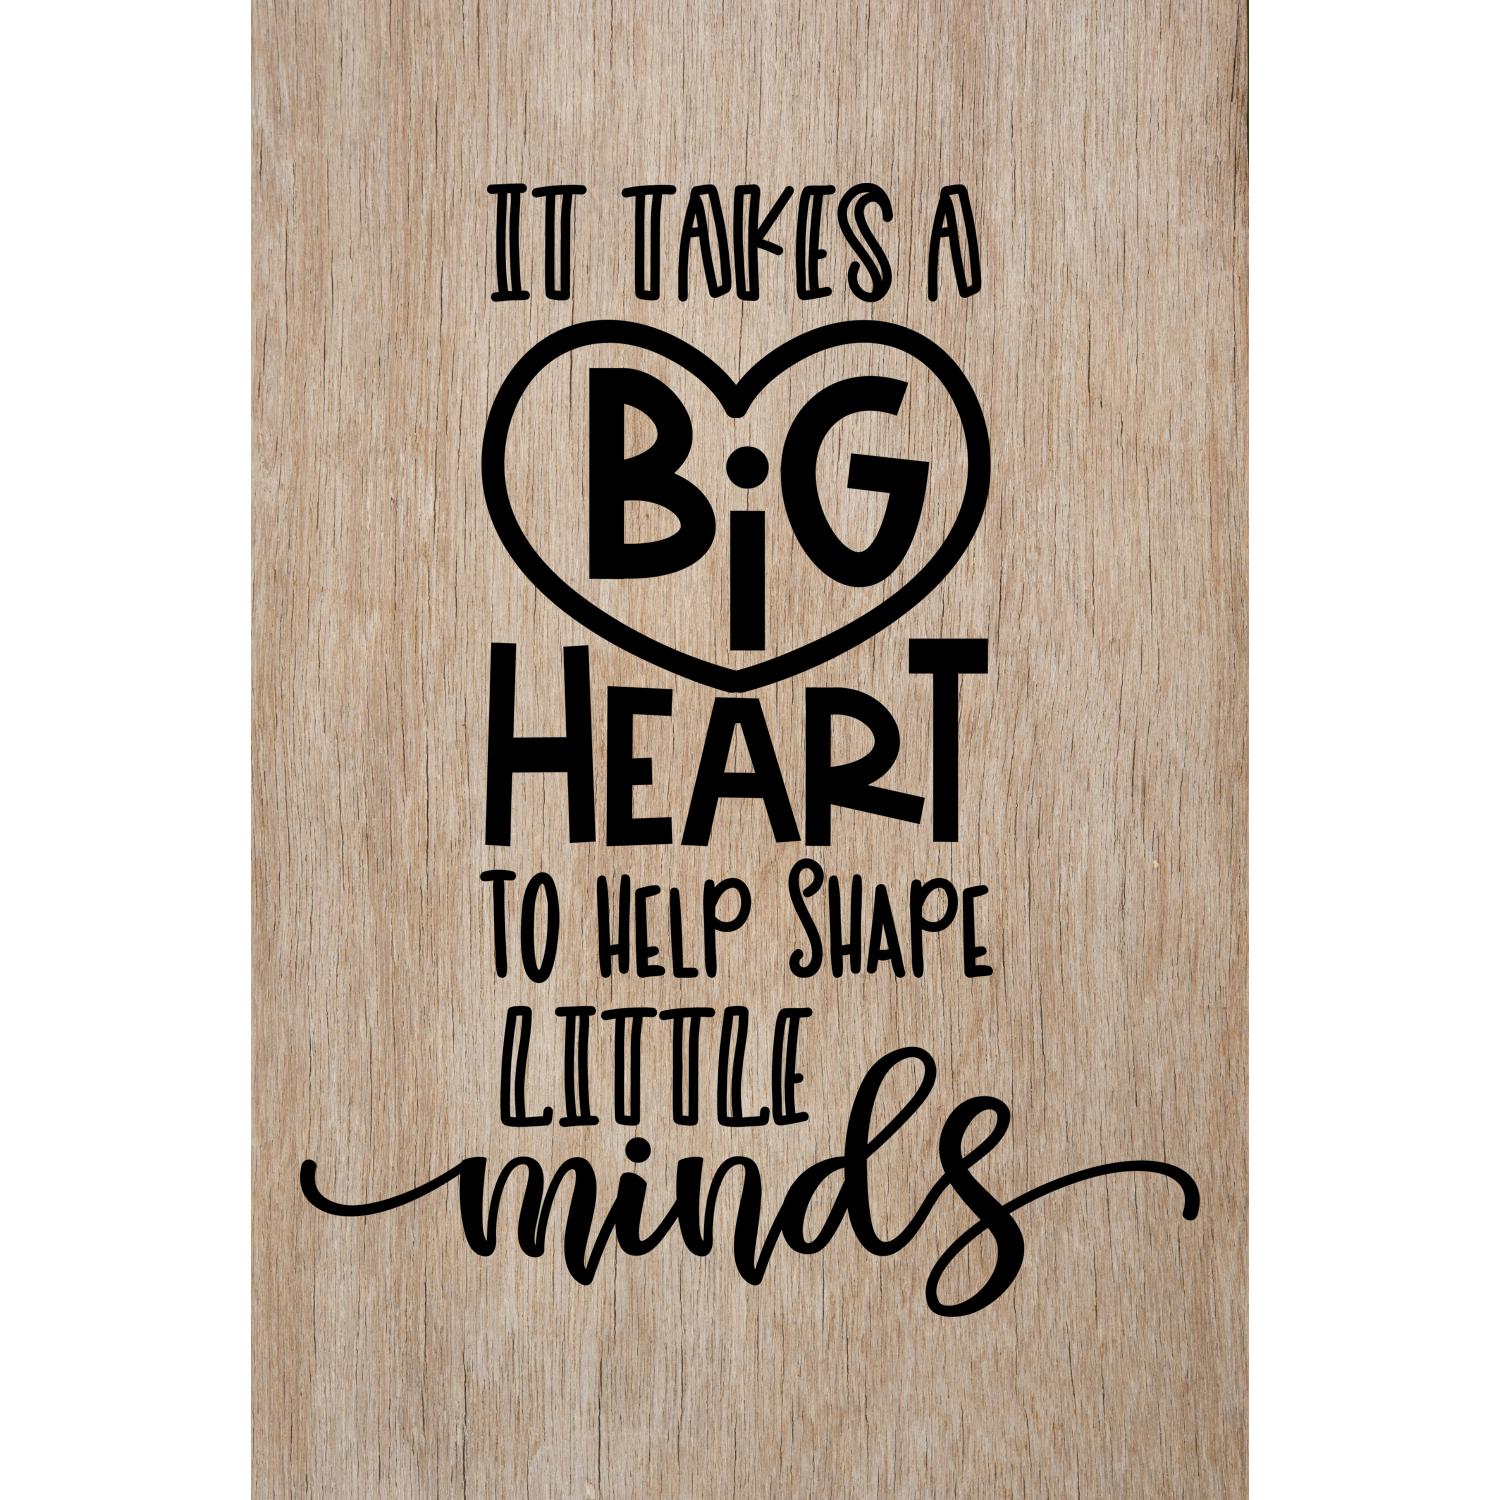 IT TAKES A
BiG
HEART
TO HELP SHAPE
LITTLE
minds